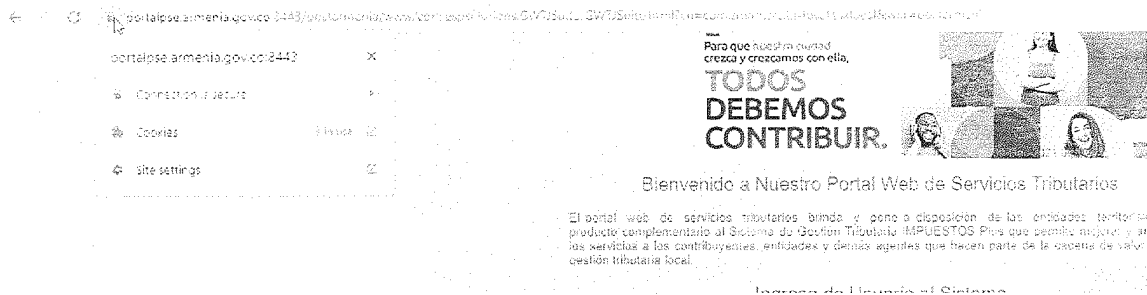 portalpse.armenia.gov.co:8443
Connection is secure
Cookies
Site settings
Para que nuestra ciudad
crezca y crezcamos con ella,
TODOS
DEBEMOS
CONTRIBUIR.
Bienvenido a Nuestro Portal Web de Servicios Tributarios
El portal web de servicios tributarios brinda y pone a disposición de las entidades
producto complementario al Sistema de Gestión Tributaria IMPUESTOS Plus que permite mejorar y
los servicios a los contribuyentes, entidades y demás agentes que hacen parte de la cadena de valor
gestión tributaria local.
Ingreso de Usuario al Sistema